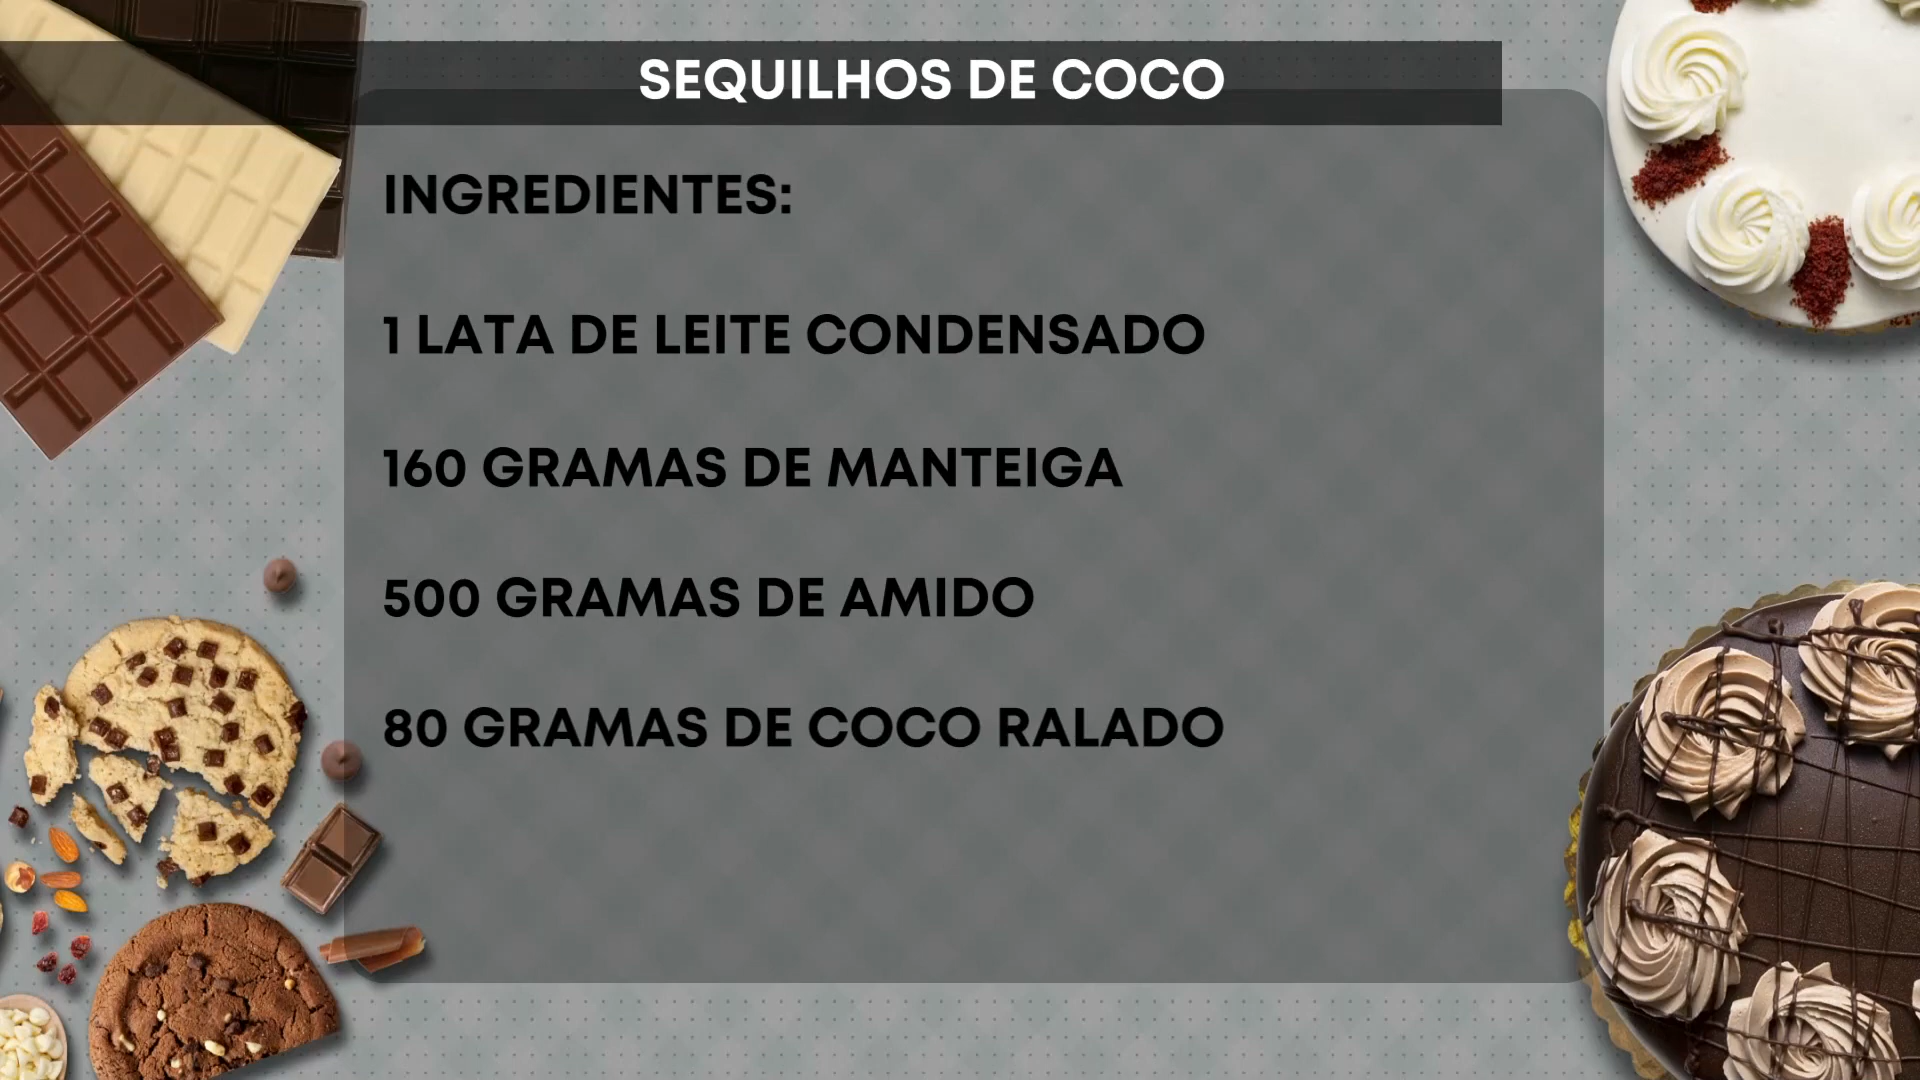 SEQUILHOS DE COCO
INGREDIENTES:
1 LATA DE LEITE CONDENSADO
160 GRAMAS DE MANTEIGA
500 GRAMAS DE AMIDO
80 GRAMAS DE COCO RALADO